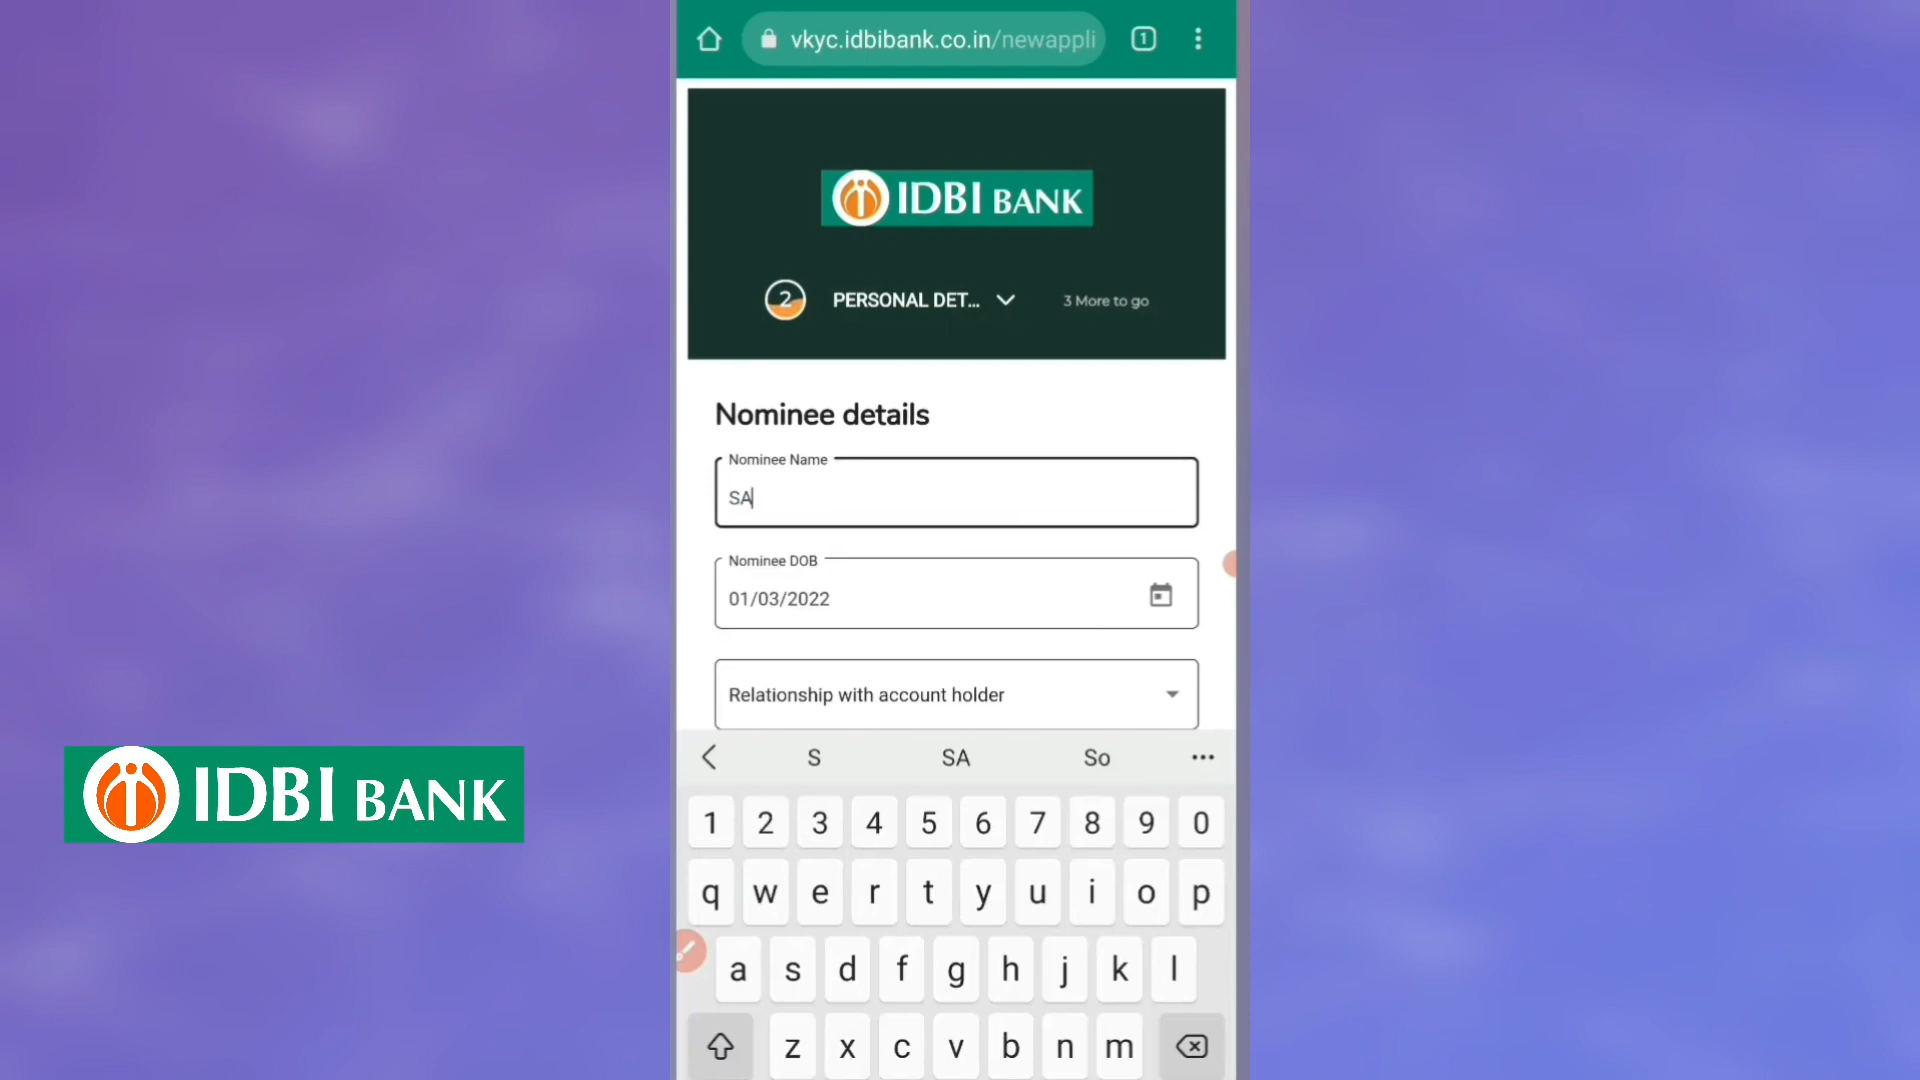 vkyc.idbibank.co.in/newappli
1
IDBI BANK
2
PERSONAL DET...
3 More to go
Nominee details
Nominee Name
SA
Nominee DOB
01/03/2022
Relationship with account holder
S SA So
1 2 3 4 5 6 7 8 9 0
q w e r t y u i o p
a s d f g h j k l
z x c v b n m
IDBI BANK